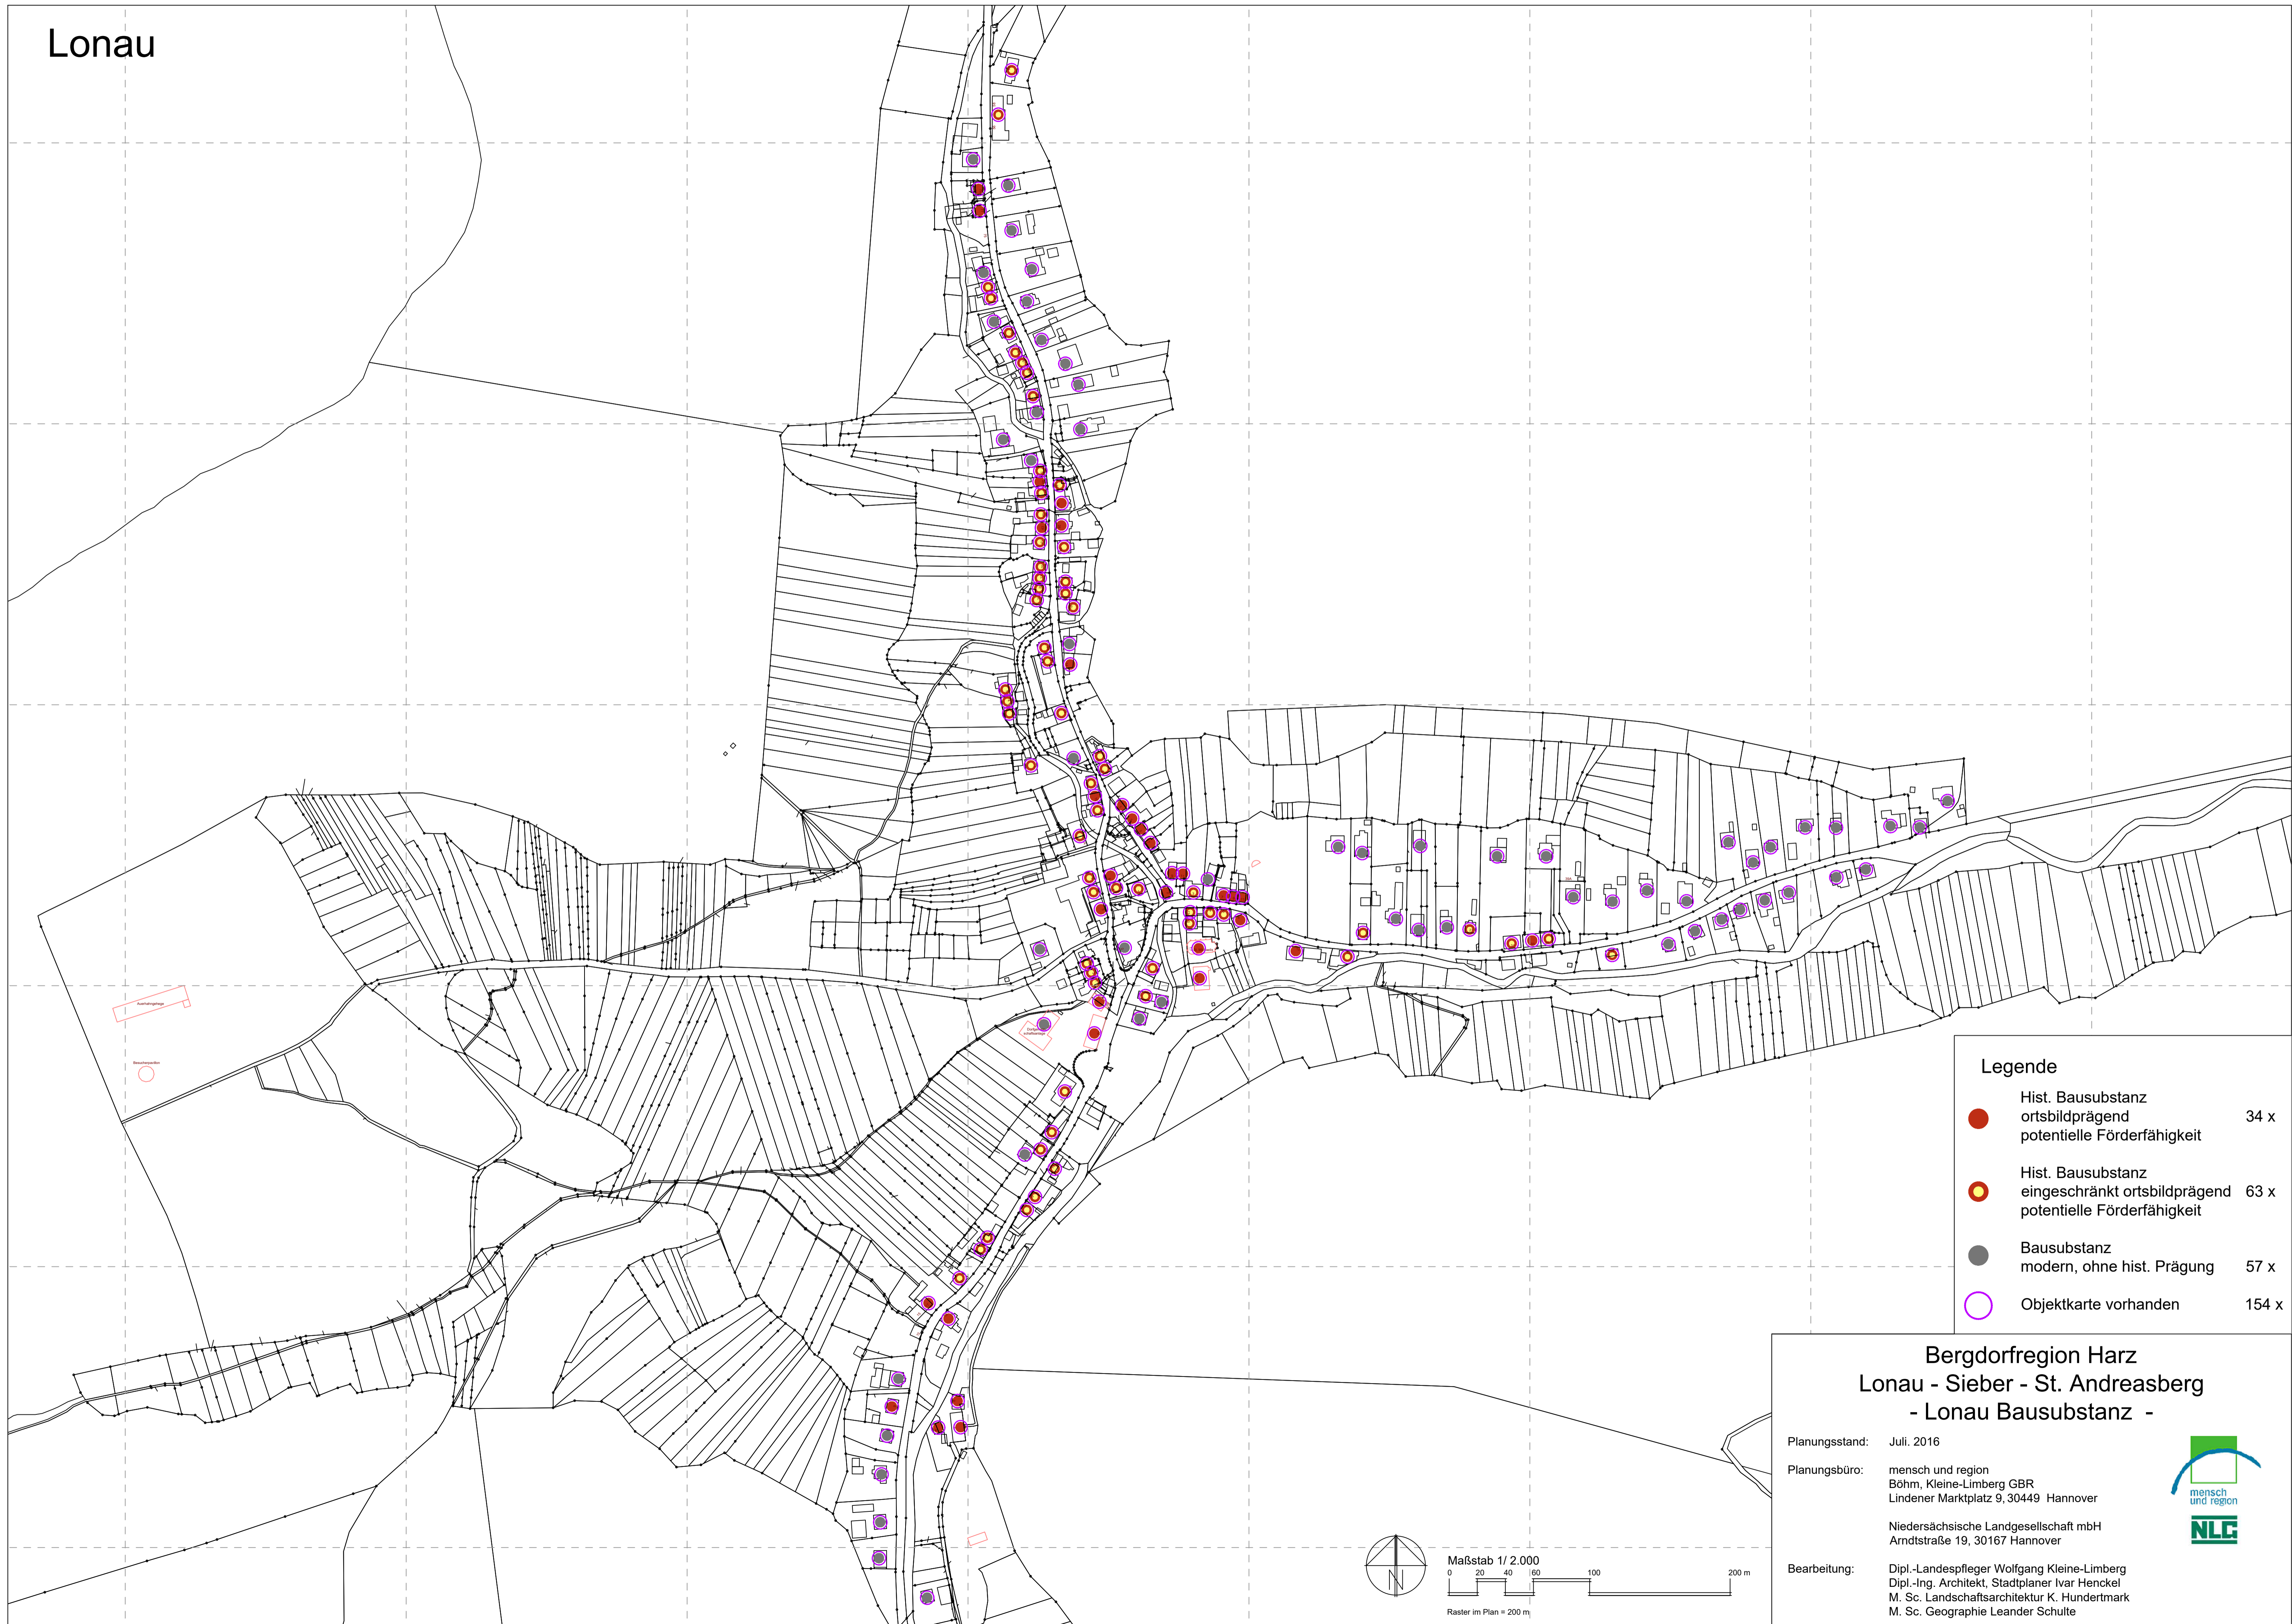 Lonau
Auswilderungsgehege
Besucherpavillon
Legende
Hist. Bausubstanz
ortsbildprägend
potentielle Förderfähigkeit
34 x
Hist. Bausubstanz
eingeschränkt ortsbildprägend
potentielle Förderfähigkeit
63 x
Bausubstanz
modern, ohne hist. Prägung
57 x
Objektkarte vorhanden
154 x
Bergdorfregion Harz
Lonau - Sieber - St. Andreasberg
- Lonau Bausubstanz -
Planungsstand: Juli. 2016
Planungsbüro: mensch und region
Böhm, Kleine-Limberg GBR
Lindener Marktplatz 9, 30449 Hannover
Niedersächsische Landgesellschaft mbH
Arndtstraße 19, 30167 Hannover
Bearbeitung: Dipl.-Landespfleger Wolfgang Kleine-Limberg
Dipl.-Ing. Architekt, Stadtplaner Ivar Henckel
M. Sc. Landschaftsarchitektur K. Hundertmark
M. Sc. Geographie Leander Schulte
mensch
und region
NLG
N
Maßstab 1/ 2.000
0 20 40 60 100 200 m
Raster im Plan = 200 m